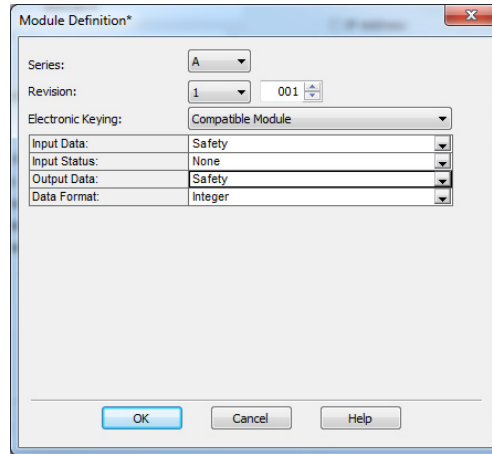 Module Definition*
Series: A
Revision: 1 001
Electronic Keying: Compatible Module
Input Data: Safety
Input Status: None
Output Data: Safety
Data Format: Integer
OK Cancel Help